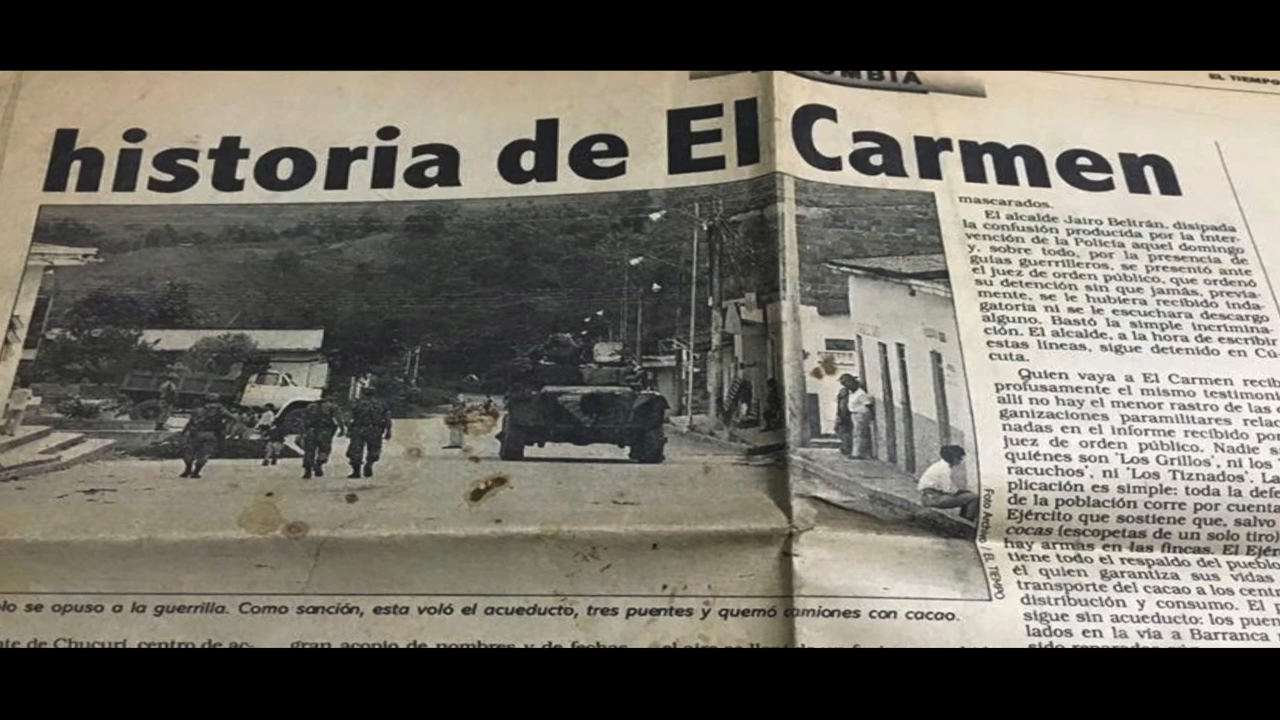 EL TIEMPO
historia de El Carmen
mascarados.
El alcalde Jairo Beltrán, disipada
la confusión producida por la inter-
vención de la Policía aquel domingo
y, sobre todo, por la presencia de
guías guerrilleros, se presentó ante
el juez de orden público, que ordenó
su detención sin que jamás, previa-
mente, se le hubiera recibido inda-
gatoria ni se le escuchara descargo
alguno. Bastó la simple incrimina-
ción. El alcalde, a la hora de escribir
estas líneas, sigue detenido en Cú-
cuta.
Quien vaya a El Carmen recib
profusamente el mismo testimoni
allí no hay el menor rastro de las
ganizaciones paramilitares relac
nadas en el informe recibido por
juez de orden público. Nadie s
quiénes son 'Los Grillos', ni los
racuchos', ni 'Los Tiznados'. La
plicación es simple: toda la defe
de la población corre por cuenta
Ejército que sostiene que, salvo
cocas (escopetas de un solo tiro)
hay armas en las fincas. El Ejér
tiene todo el respaldo del pueblo
él quien garantiza sus vidas
transporte del cacao a los centr
distribución y consumo. El p
sigue sin acueducto: los puen
lados en la vía a Barranca
Foto Archivo / EL TIEMPO
lo se opuso a la guerrilla. Como sanción, esta voló el acueducto, tres puentes y quemó camiones con cacao.
nte de Chucurí, centro de ac-
gran acopio de nombres y de fechas